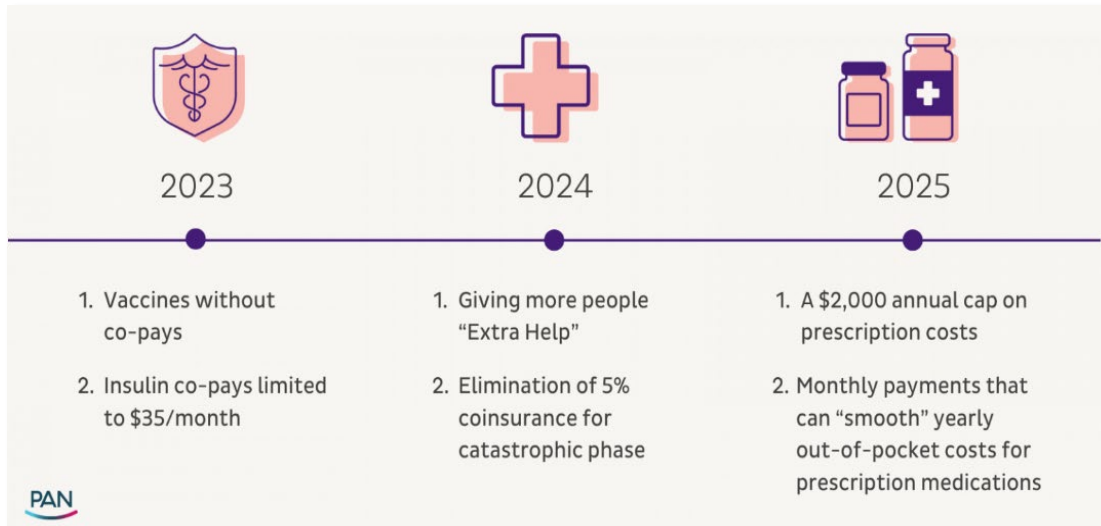 2023
1. Vaccines without
co-pays
2. Insulin co-pays limited
to $35/month
2024
1. Giving more people
“Extra Help”
2. Elimination of 5%
coinsurance for
catastrophic phase
2025
1. A $2,000 annual cap on
prescription costs
2. Monthly payments that
can “smooth” yearly
out-of-pocket costs for
prescription medications
PAN